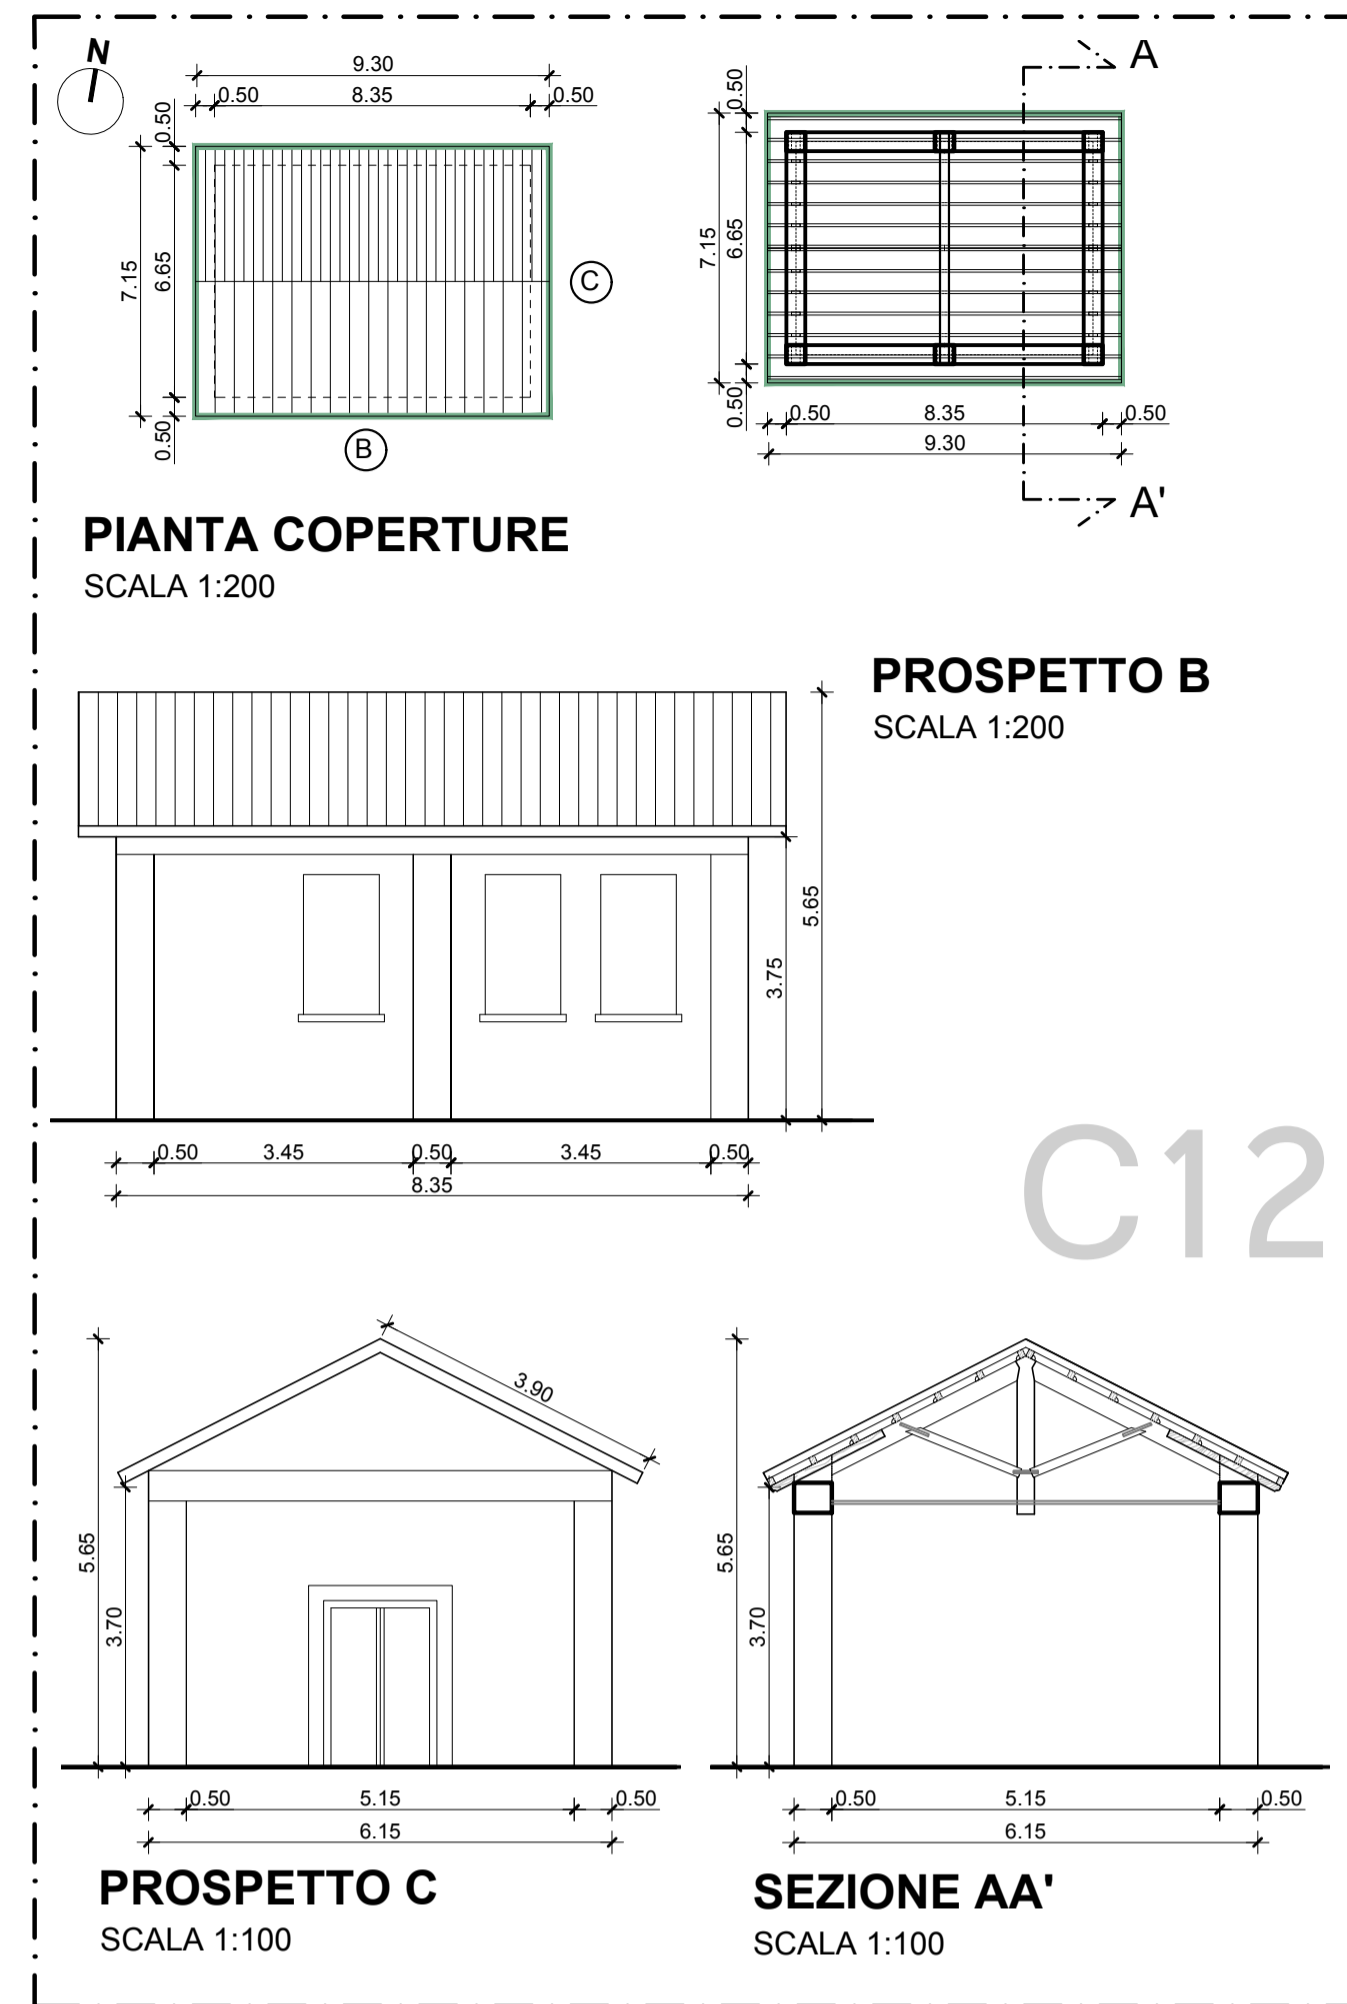 N
9.30
0.50 8.35 0.50
0.50
7.15
6.65
0.50
C
B
A
0.50
7.15
6.65
0.50
0.50 8.35 0.50
9.30
A'
PIANTA COPERTURE
SCALA 1:200
PROSPETTO B
SCALA 1:200
5.65
3.75
0.50 3.45 0.50 3.45 0.50
8.35
C12
3.90
5.65
3.70
0.50 5.15 0.50
6.15
PROSPETTO C
SCALA 1:100
5.65
3.70
0.50 5.15 0.50
6.15
SEZIONE AA'
SCALA 1:100